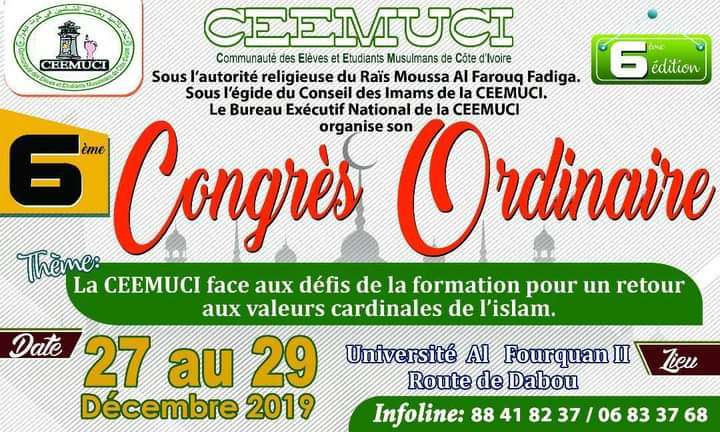 CEEMUCI
CEEMUCI
Communauté des Elèves et Etudiants Musulmans de Côte d'Ivoire
Sous l'autorité religieuse du Raïs Moussa Al Farouq Fadiga.
Sous l'égide du Conseil des Imams de la CEEMUCI.
Le Bureau Exécutif National de la CEEMUCI
organise son
6ème édition
6ème
Congrès Ordinaire
Thème:
La CEEMUCI face aux défis de la formation pour un retour
aux valeurs cardinales de l'islam.
Date
27 au 29
Décembre 2019
Université Al Fourquan II
Route de Dabou
Lieu
Infoline: 88 41 82 37 / 06 83 37 68